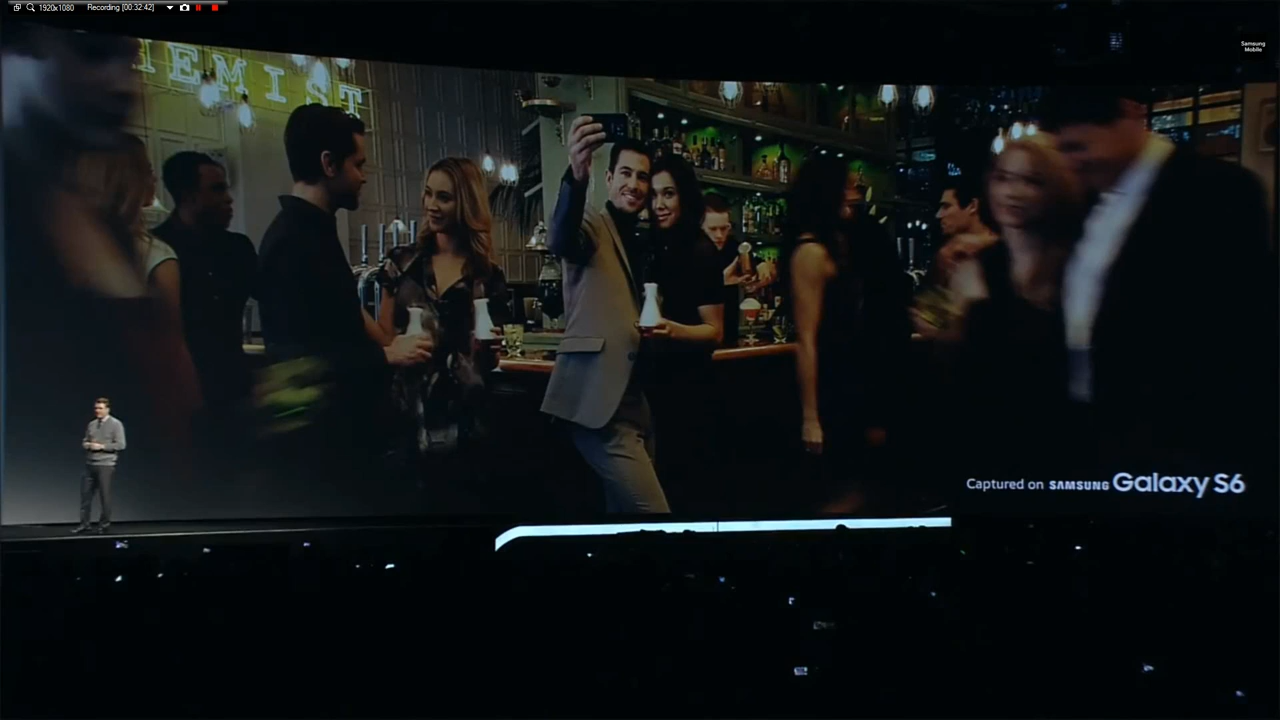 1920x1080 Recording [00:32:42]
Samsung
Mobile
HEMIST
Captured on SAMSUNG Galaxy S6